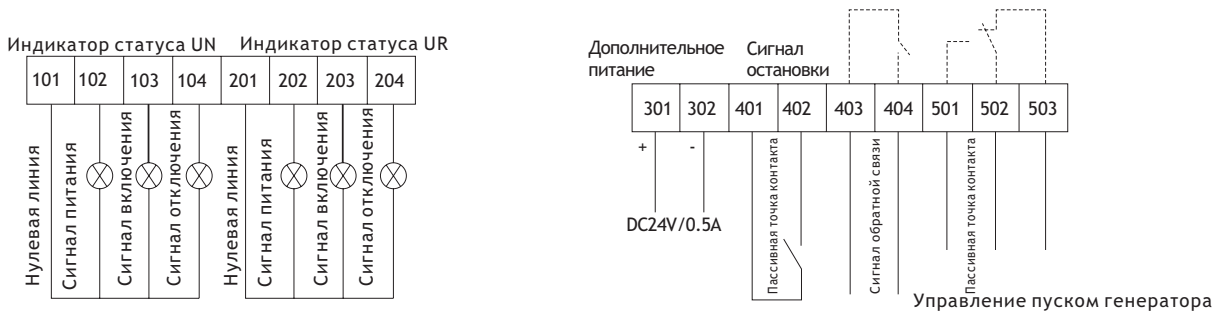 Индикатор статуса UN
Индикатор статуса UR
101 102 103 104 201 202 203 204
Нулевая линия
Сигнал питания
Сигнал включения
Сигнал отключения
Нулевая линия
Сигнал питания
Сигнал включения
Сигнал отключения
Дополнительное
питание
Сигнал
остановки
301 302 401 402 403 404 501 502 503
+ -
DC24V/0.5A
Пассивная точка контакта
Сигнал обратной связи
Пассивная точка контакта
Управление пуском генератора